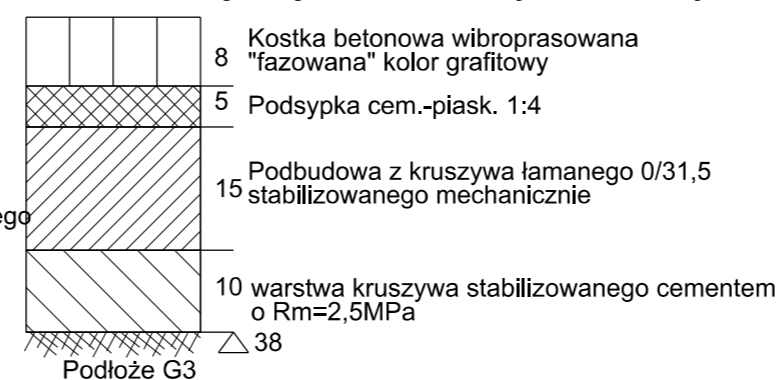 8 Kostka betonowa wibroprasowana
"fazowana" kolor grafitowy
5 Podsypka cem.-piask. 1:4
15 Podbudowa z kruszywa łamanego 0/31,5
stabilizowanego mechanicznie
ego
10 warstwa kruszywa stabilizowanego cementem
o Rm=2,5MPa
38
Podłoże G3